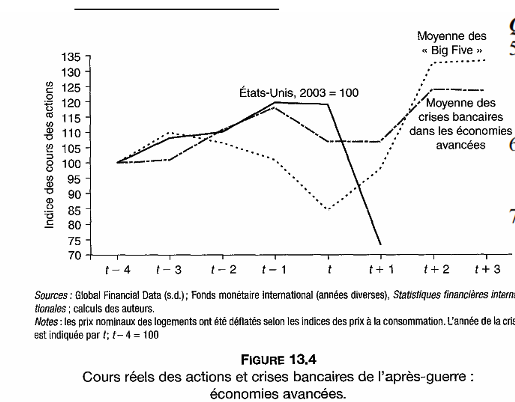 Moyenne des
« Big Five »
États-Unis, 2003 = 100
Moyenne des
crises bancaires
dans les économies
avancées
Indice des cours des actions
135
130
125
120
115
110
105
100
95
90
85
80
75
70
t – 4
t – 3
t – 2
t – 1
t
t + 1
t + 2
t + 3
Sources : Global Financial Data (s.d.) ; Fonds monétaire international (années diverses), Statistiques financières interna-
tionales ; calculs des auteurs.
Notes : les prix nominaux des logements ont été déflatés selon les indices des prix à la consommation. L'année de la cris
est indiquée par t ; t – 4 = 100
FIGURE 13.4
Cours réels des actions et crises bancaires de l'après-guerre :
économies avancées.